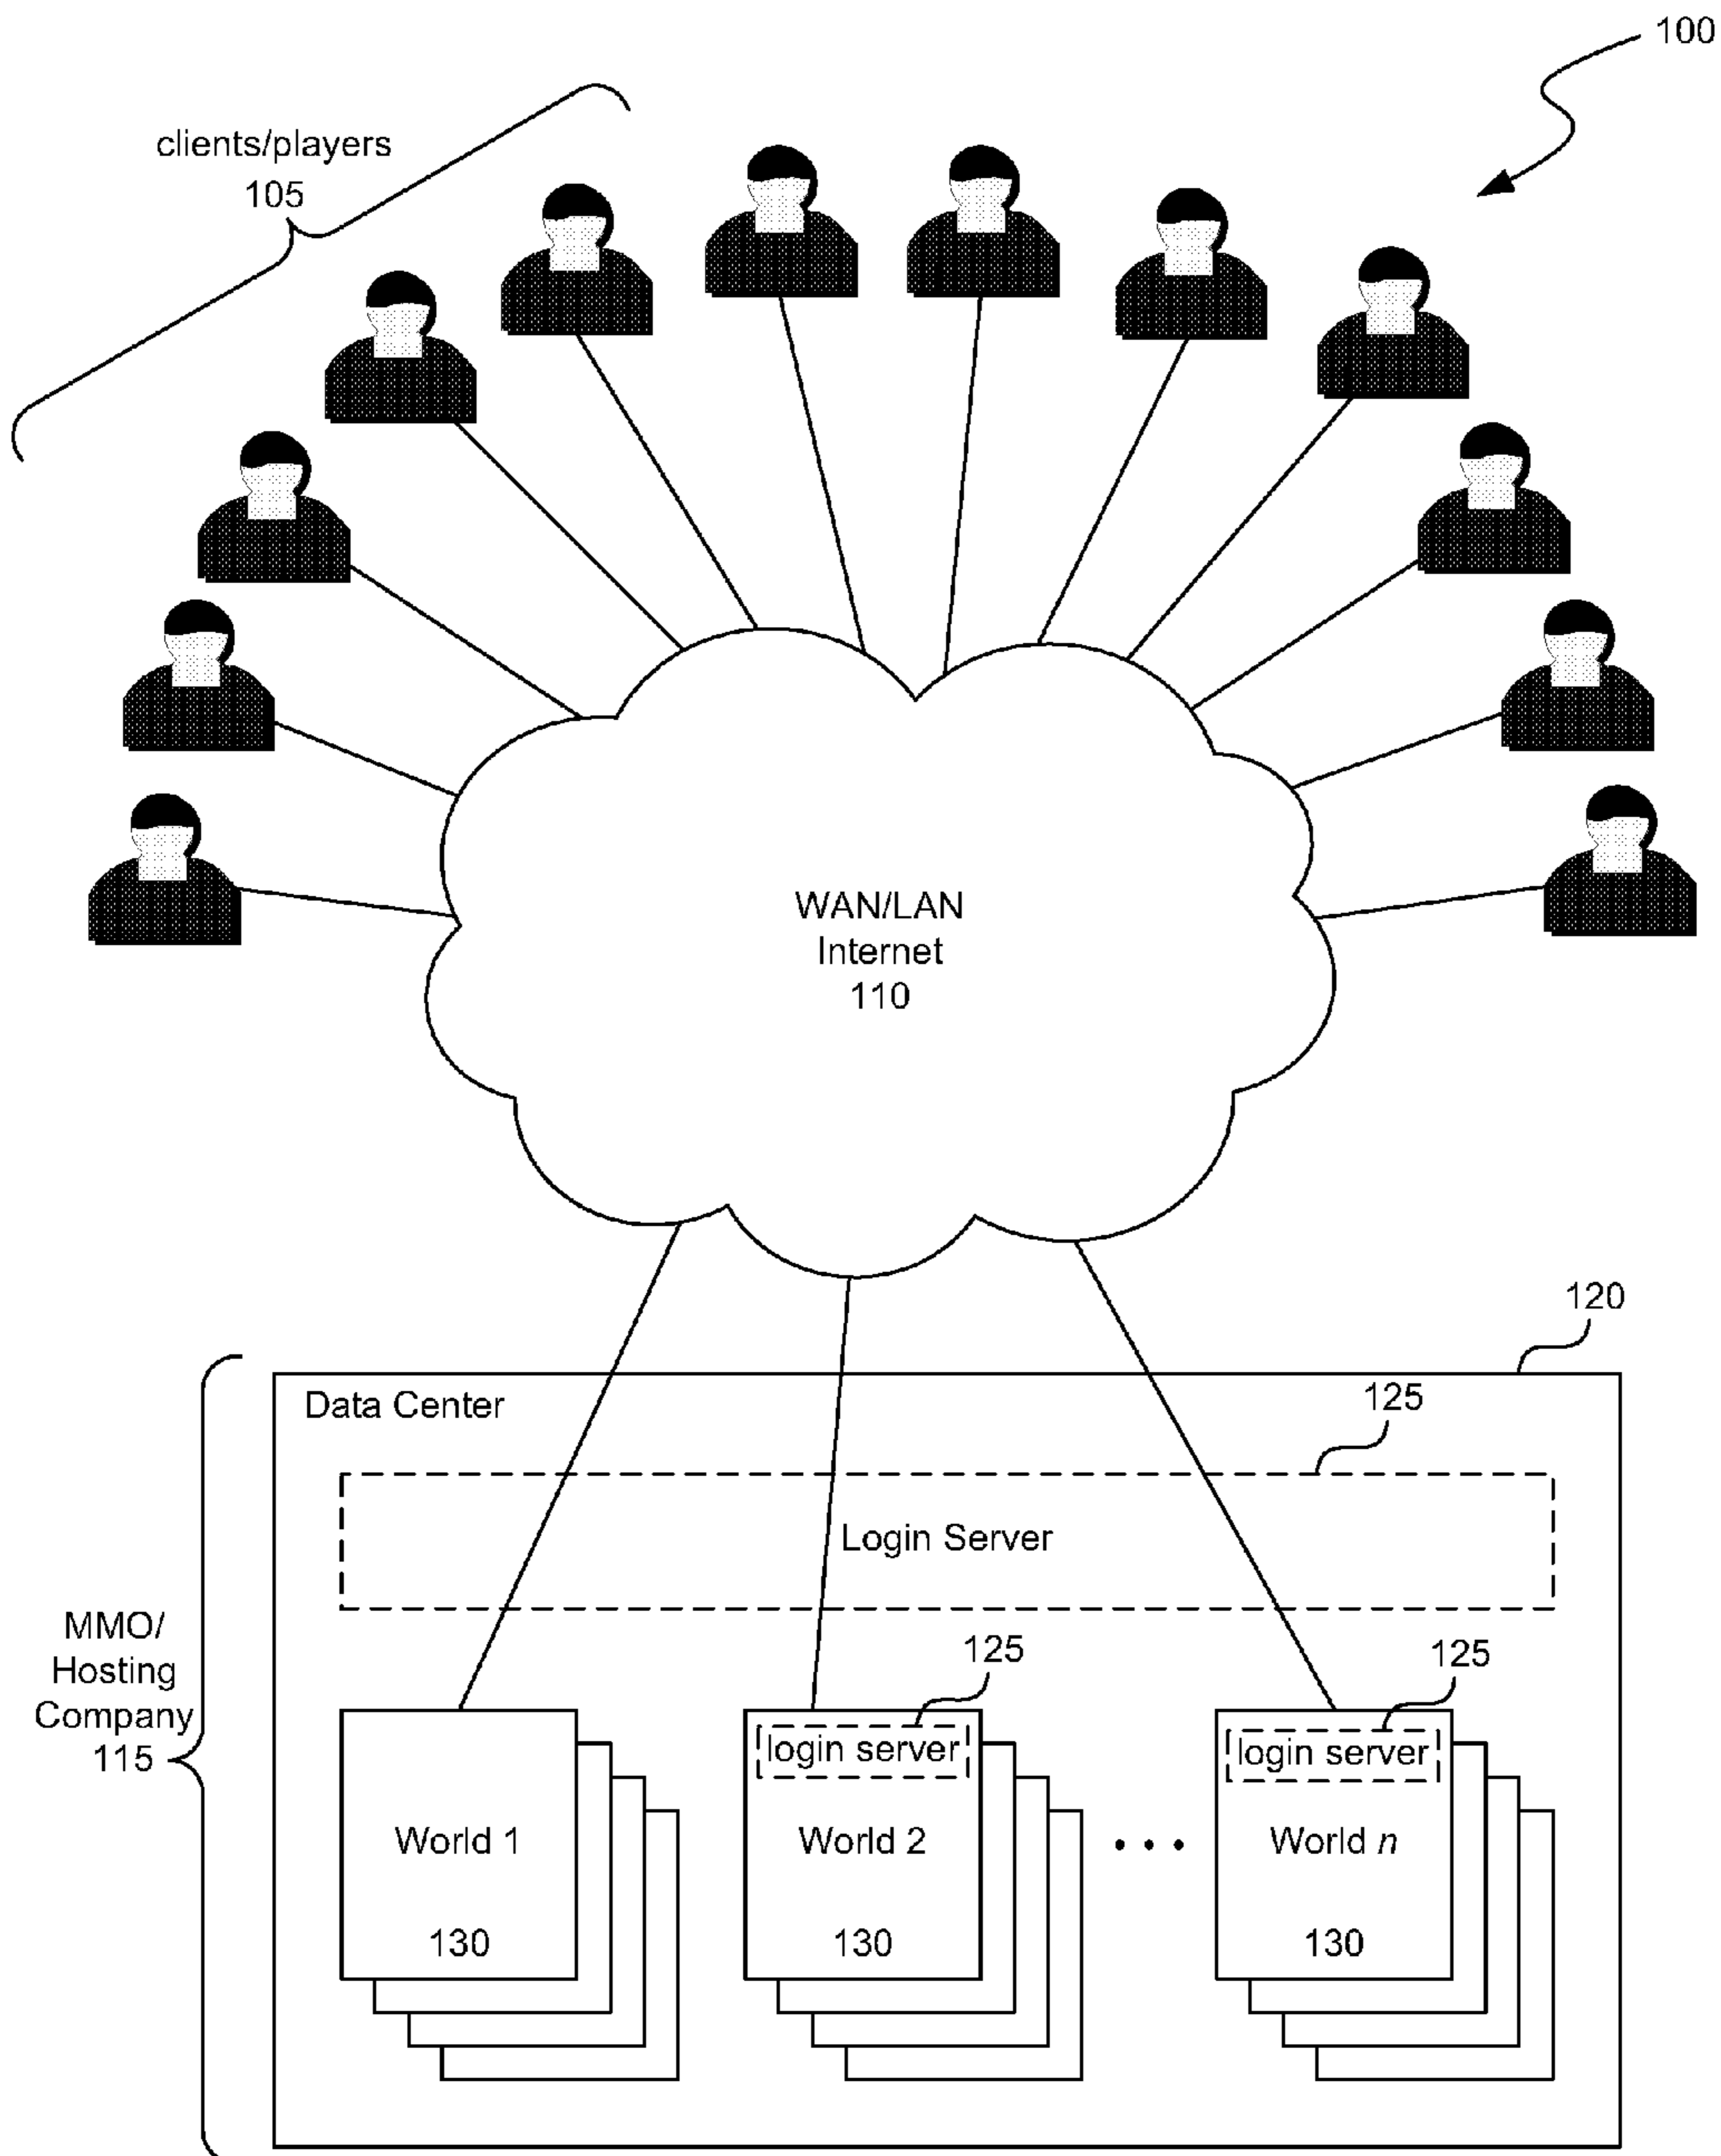 100
clients/players
105
WAN/LAN
Internet
110
120
Data Center
125
Login Server
MMO/
Hosting
Company
115
125
125
login server
login server
World 1
World 2
• • •
World n
130
130
130